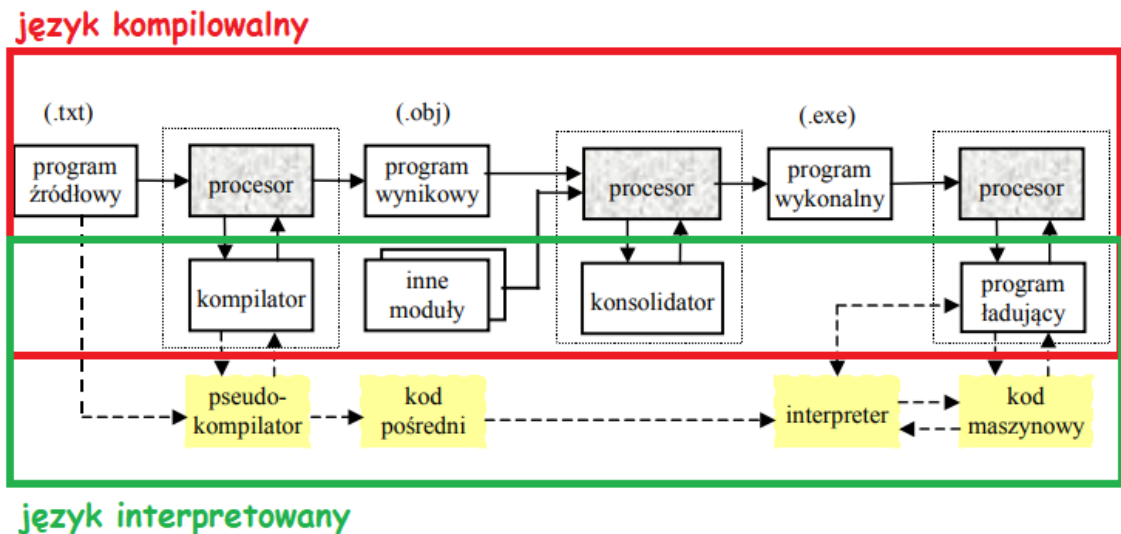 język kompilowalny
(.txt)
(.obj)
(.exe)
program
źródłowy
procesor
program
wynikowy
procesor
program
wykonalny
procesor
kompilator
inne
moduły
konsolidator
program
ładujący
pseudo-
kompilator
kod
pośredni
interpreter
kod
maszynowy
język interpretowany